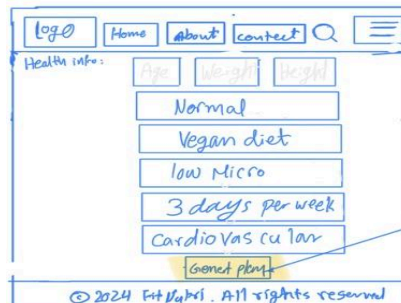 logo Home About contect
Health info: Age Weight Height
Normal
Vegan diet
low Micro
3 days per week
Cardiovascular
Genert plan
© 2024 FitNutri. All rights reserved